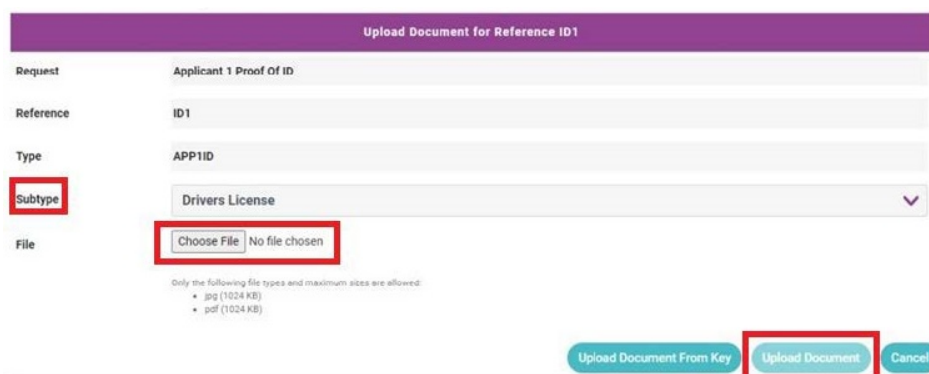 Upload Document for Reference ID1
Request Applicant 1 Proof Of ID
Reference ID1
Type APP1ID
Subtype Drivers License
File Choose File No file chosen
Only the following file types and maximum sizes are allowed:
• jpg (1024 KB)
• pdf (1024 KB)
Upload Document From Key Upload Document Cancel